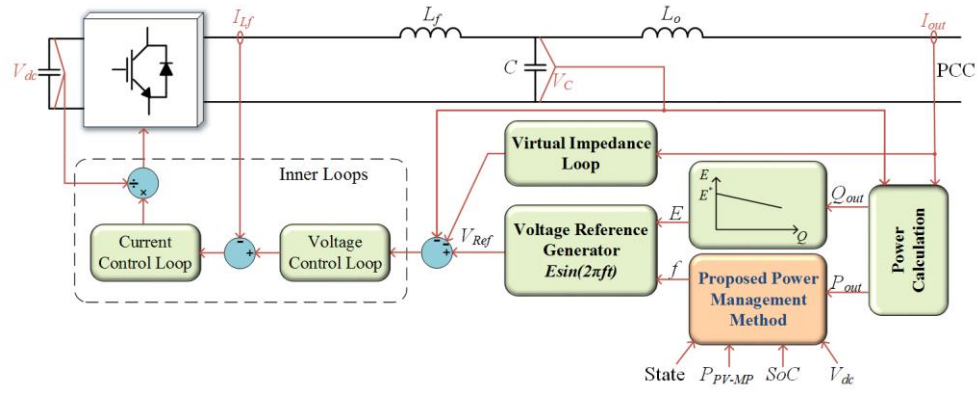 I_Lf
L_f
L_o
I_out
V_dc
C
V_C
PCC
Inner Loops
÷
×
Current
Control Loop
-
+
Voltage
Control Loop
-
-
+
V_Ref
Virtual Impedance
Loop
Voltage Reference
Generator
Esin(2πft)
E
f
E
E*
Q
Q_out
P_out
Power
Calculation
Proposed Power
Management
Method
State
P_PV-MP
SoC
V_dc